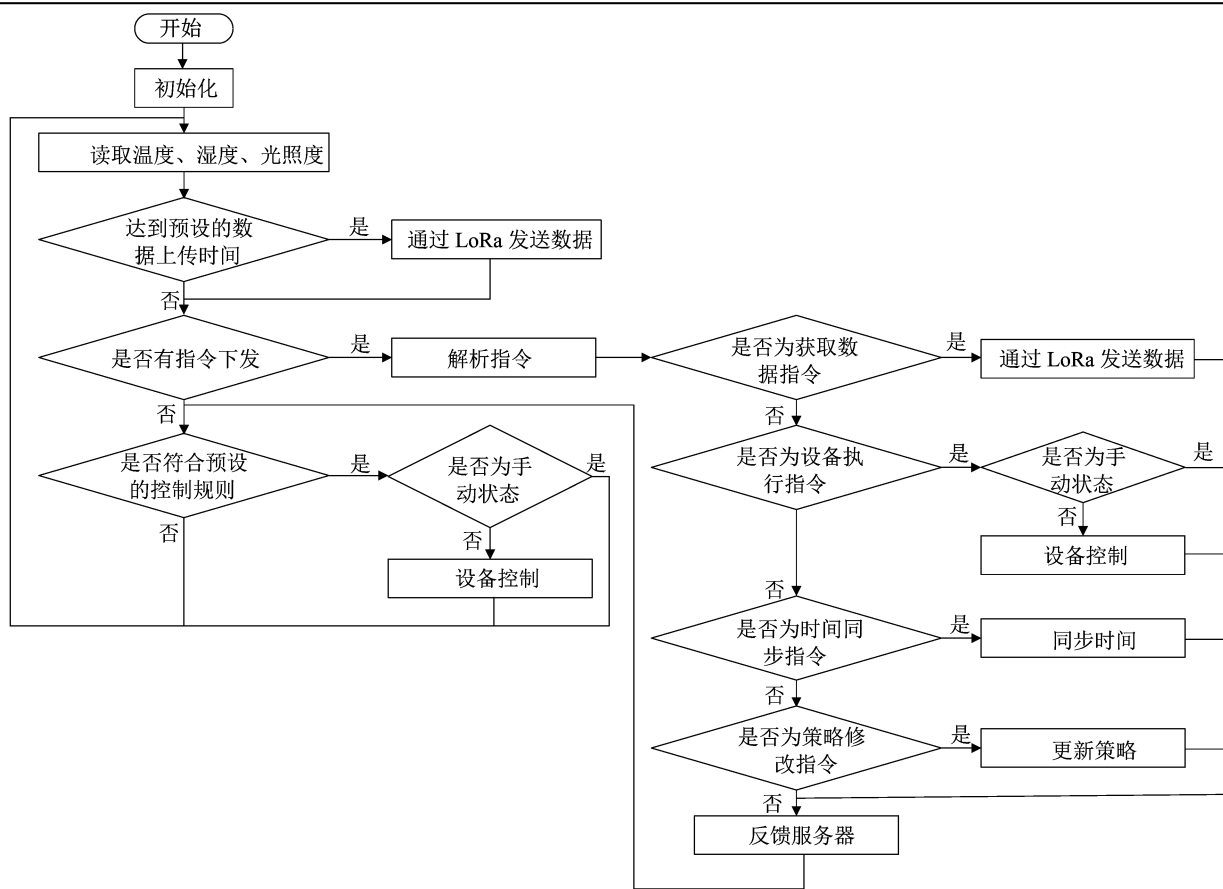 开始
初始化
读取温度、湿度、光照度
达到预设的数
据上传时间
是
通过 LoRa 发送数据
否
是否有指令下发
是
解析指令
是否为获取数
据指令
是
通过 LoRa 发送数据
否
否
是否符合预设
的控制规则
是
是否为手
动状态
是
否
否
设备控制
是否为设备执
行指令
是
是否为手
动状态
是
否
设备控制
否
是否为时间同
步指令
是
同步时间
否
是否为策略修
改指令
是
更新策略
否
反馈服务器